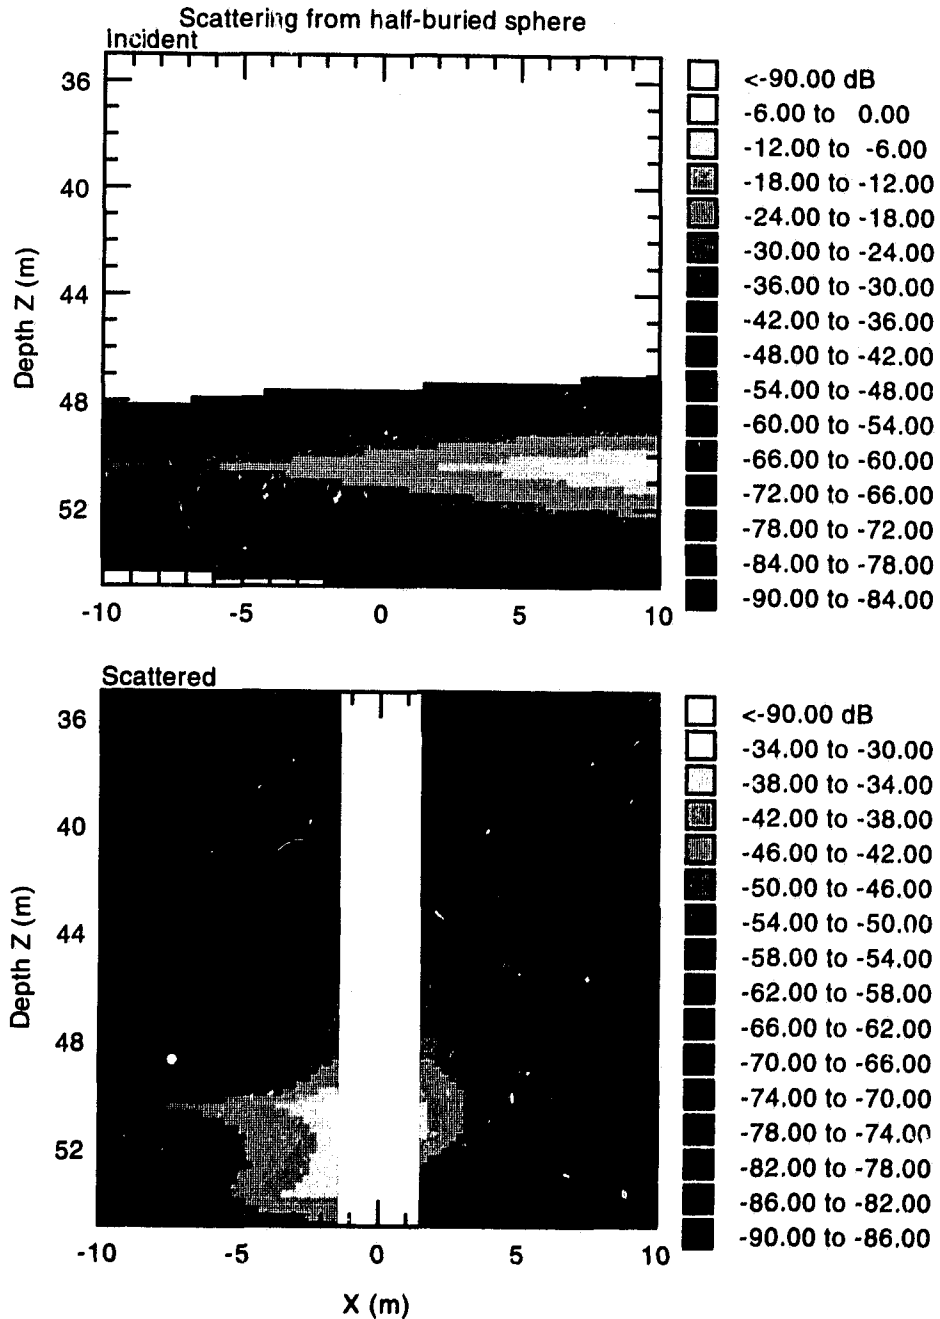 Scattering from half-buried sphere
Incident
36
40
44
48
52
Depth Z (m)
-10 -5 0 5 10
<-90.00 dB
-6.00 to 0.00
-12.00 to -6.00
-18.00 to -12.00
-24.00 to -18.00
-30.00 to -24.00
-36.00 to -30.00
-42.00 to -36.00
-48.00 to -42.00
-54.00 to -48.00
-60.00 to -54.00
-66.00 to -60.00
-72.00 to -66.00
-78.00 to -72.00
-84.00 to -78.00
-90.00 to -84.00
Scattered
36
40
44
48
52
Depth Z (m)
-10 -5 0 5 10
X (m)
<-90.00 dB
-34.00 to -30.00
-38.00 to -34.00
-42.00 to -38.00
-46.00 to -42.00
-50.00 to -46.00
-54.00 to -50.00
-58.00 to -54.00
-62.00 to -58.00
-66.00 to -62.00
-70.00 to -66.00
-74.00 to -70.00
-78.00 to -74.00
-82.00 to -78.00
-86.00 to -82.00
-90.00 to -86.00